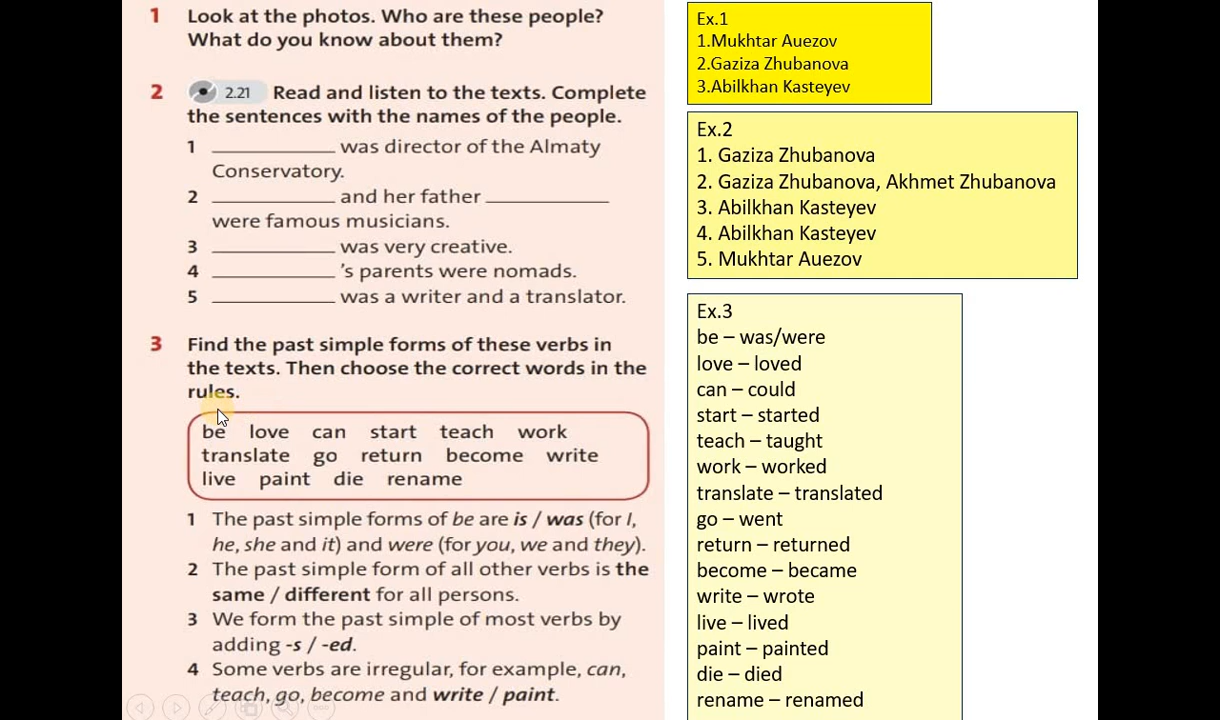 1 Look at the photos. Who are these people?
What do you know about them?
2 2.21 Read and listen to the texts. Complete
the sentences with the names of the people.
1 ____________ was director of the Almaty
Conservatory.
2 ____________ and her father ____________
were famous musicians.
3 ____________ was very creative.
4 ____________ 's parents were nomads.
5 ____________ was a writer and a translator.
3 Find the past simple forms of these verbs in
the texts. Then choose the correct words in the
rules.
be love can start teach work
translate go return become write
live paint die rename
1 The past simple forms of be are is / was (for I,
he, she and it) and were (for you, we and they).
2 The past simple form of all other verbs is the
same / different for all persons.
3 We form the past simple of most verbs by
adding -s / -ed.
4 Some verbs are irregular, for example, can,
teach, go, become and write / paint.
Ex.1
1.Mukhtar Auezov
2.Gaziza Zhubanova
3.Abilkhan Kasteyev
Ex.2
1. Gaziza Zhubanova
2. Gaziza Zhubanova, Akhmet Zhubanova
3. Abilkhan Kasteyev
4. Abilkhan Kasteyev
5. Mukhtar Auezov
Ex.3
be – was/were
love – loved
can – could
start – started
teach – taught
work – worked
translate – translated
go – went
return – returned
become – became
write – wrote
live – lived
paint – painted
die – died
rename – renamed